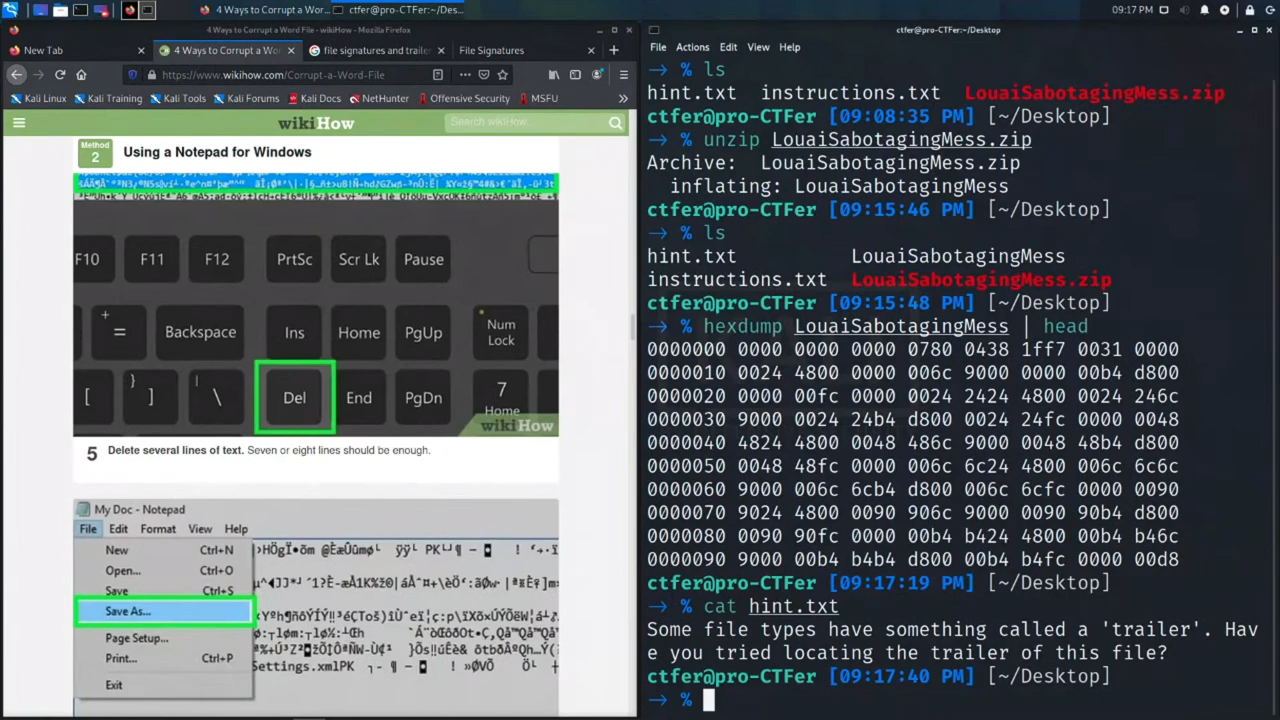 4 Ways to Corrupt a Wor...
ctfer@pro-CTFer:~/Des...
09:17 PM
4 Ways to Corrupt a Word File - wikiHow - Mozilla Firefox
New Tab
4 Ways to Corrupt a Wo
file signatures and trailer
File Signatures
https://www.wikihow.com/Corrupt-a-Word-File
Kali Linux
Kali Training
Kali Tools
Kali Forums
Kali Docs
NetHunter
Offensive Security
MSFU
wikiHow
Search wikiHow...
Method
2
Using a Notepad for Windows
F10 F11 F12 PrtSc Scr Lk Pause
+
= Backspace Ins Home PgUp Num
Lock
{ [ } ] | \ Del End PgDn 7
Home
wikiHow
5 Delete several lines of text. Seven or eight lines should be enough.
My Doc - Notepad
File Edit Format View Help
New Ctrl+N
Open... Ctrl+O
Save Ctrl+S
Save As...
Page Setup...
Print... Ctrl+P
Exit
ctfer@pro-CTFer:~/Desktop
File Actions Edit View Help
→ % ls
hint.txt instructions.txt LouaiSabotagingMess.zip
ctfer@pro-CTFer [09:08:35 PM] [~/Desktop]
→ % unzip LouaiSabotagingMess.zip
Archive: LouaiSabotagingMess.zip
inflating: LouaiSabotagingMess
ctfer@pro-CTFer [09:15:46 PM] [~/Desktop]
→ % ls
hint.txt LouaiSabotagingMess
instructions.txt LouaiSabotagingMess.zip
ctfer@pro-CTFer [09:15:48 PM] [~/Desktop]
→ % hexdump LouaiSabotagingMess | head
0000000 0000 0000 0000 0780 0438 1ff7 0031 0000
0000010 0024 4800 0000 006c 9000 0000 00b4 d800
0000020 0000 00fc 0000 0024 2424 4800 0024 246c
0000030 9000 0024 24b4 d800 0024 24fc 0000 0048
0000040 4824 4800 0048 486c 9000 0048 48b4 d800
0000050 0048 48fc 0000 006c 6c24 4800 006c 6c6c
0000060 9000 006c 6cb4 d800 006c 6cfc 0000 0090
0000070 9024 4800 0090 906c 9000 0090 90b4 d800
0000080 0090 90fc 0000 00b4 b424 4800 00b4 b46c
0000090 9000 00b4 b4b4 d800 00b4 b4fc 0000 00d8
ctfer@pro-CTFer [09:17:19 PM] [~/Desktop]
→ % cat hint.txt
Some file types have something called a 'trailer'. Hav
e you tried locating the trailer of this file?
ctfer@pro-CTFer [09:17:40 PM] [~/Desktop]
→ %